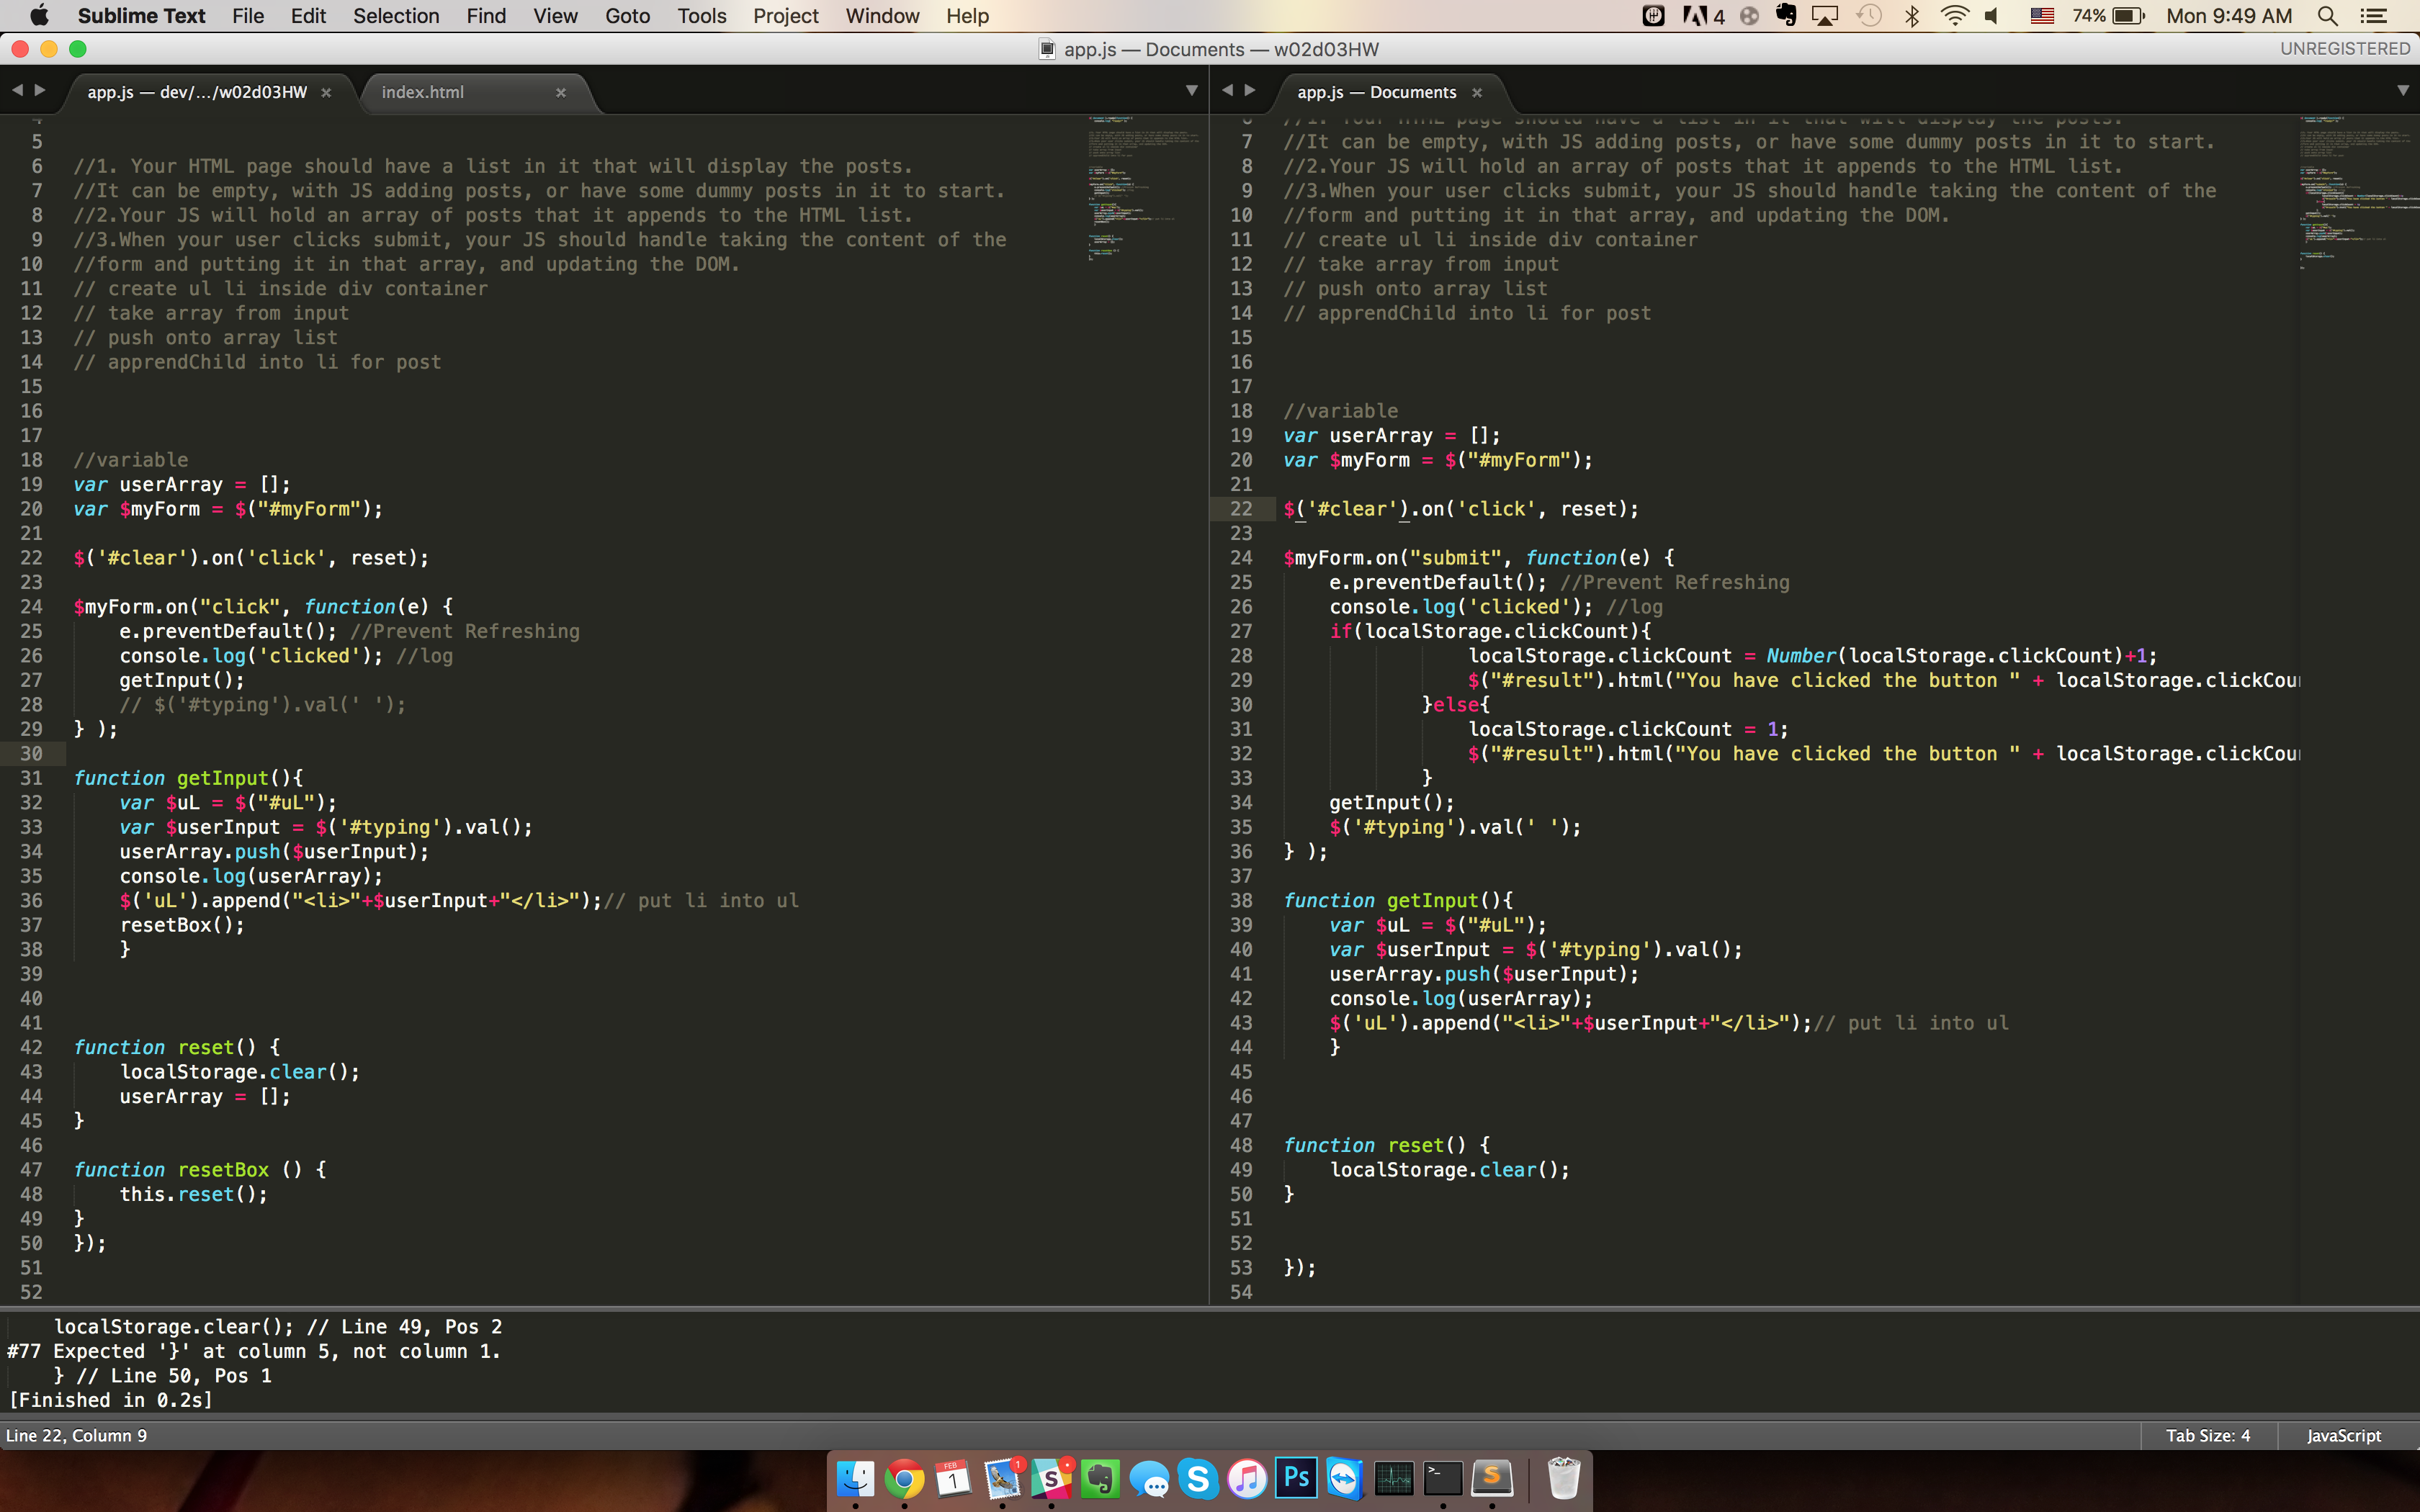 Sublime Text File Edit Selection Find View Goto Tools Project Window Help 4 74% Mon 9:49 AM
app.js — Documents — w02d03HW UNREGISTERED
app.js — dev/.../w02d03HW index.html
5
6 //1. Your HTML page should have a list in it that will display the posts.
7 //It can be empty, with JS adding posts, or have some dummy posts in it to start.
8 //2.Your JS will hold an array of posts that it appends to the HTML list.
9 //3.When your user clicks submit, your JS should handle taking the content of the
10 //form and putting it in that array, and updating the DOM.
11 // create ul li inside div container
12 // take array from input
13 // push onto array list
14 // apprendChild into li for post
15
16
17
18 //variable
19 var userArray = [];
20 var $myForm = $("#myForm");
21
22 $('#clear').on('click', reset);
23
24 $myForm.on("click", function(e) {
25 e.preventDefault(); //Prevent Refreshing
26 console.log('clicked'); //log
27 getInput();
28 // $('#typing').val(' ');
29 } );
30
31 function getInput(){
32 var $uL = $("#uL");
33 var $userInput = $('#typing').val();
34 userArray.push($userInput);
35 console.log(userArray);
36 $('uL').append("<li>"+$userInput+"</li>");// put li into ul
37 resetBox();
38 }
39
40
41
42 function reset() {
43 localStorage.clear();
44 userArray = [];
45 }
46
47 function resetBox () {
48 this.reset();
49 }
50 });
51
52
app.js — Documents
6 //1. Your HTML page should have a list in it that will display the posts.
7 //It can be empty, with JS adding posts, or have some dummy posts in it to start.
8 //2.Your JS will hold an array of posts that it appends to the HTML list.
9 //3.When your user clicks submit, your JS should handle taking the content of the
10 //form and putting it in that array, and updating the DOM.
11 // create ul li inside div container
12 // take array from input
13 // push onto array list
14 // apprendChild into li for post
15
16
17
18 //variable
19 var userArray = [];
20 var $myForm = $("#myForm");
21
22 $('#clear').on('click', reset);
23
24 $myForm.on("submit", function(e) {
25 e.preventDefault(); //Prevent Refreshing
26 console.log('clicked'); //log
27 if(localStorage.clickCount){
28 localStorage.clickCount = Number(localStorage.clickCount)+1;
29 $("#result").html("You have clicked the button " + localStorage.clickCou
30 }else{
31 localStorage.clickCount = 1;
32 $("#result").html("You have clicked the button " + localStorage.clickCou
33 }
34 getInput();
35 $('#typing').val(' ');
36 } );
37
38 function getInput(){
39 var $uL = $("#uL");
40 var $userInput = $('#typing').val();
41 userArray.push($userInput);
42 console.log(userArray);
43 $('uL').append("<li>"+$userInput+"</li>");// put li into ul
44 }
45
46
47
48 function reset() {
49 localStorage.clear();
50 }
51
52
53 });
54
localStorage.clear(); // Line 49, Pos 2
#77 Expected '}' at column 5, not column 1.
} // Line 50, Pos 1
[Finished in 0.2s]
Line 22, Column 9 Tab Size: 4 JavaScript
FEB 1 1 S S Ps S